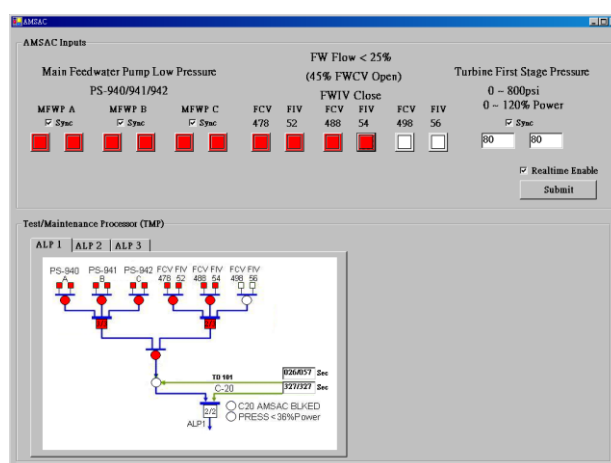 AMSAC
AMSAC Inputs
FW Flow < 25%
Main Feedwater Pump Low Pressure (45% FWCV Open) Turbine First Stage Pressure
PS-940/941/942 FWIV Close 0 ~ 800psi
MFWP A MFWP B MFWP C FCV FIV FCV FIV FCV FIV 0 ~ 120% Power
Sync Sync Sync 478 52 488 54 498 56 Sync
80 80
Realtime Enable
Submit
Test/Maintenance Processor (TMP)
ALP 1 ALP 2 ALP 3
PS-940 PS-941 PS-942 FCV FIV FCV FIV FCV FIV
A B C 478 52 488 54 498 56
TD 101 026/057 Sec
C-20 327/327 Sec
2/2 C20 AMSAC BLKED
ALP1 PRESS <36%Power